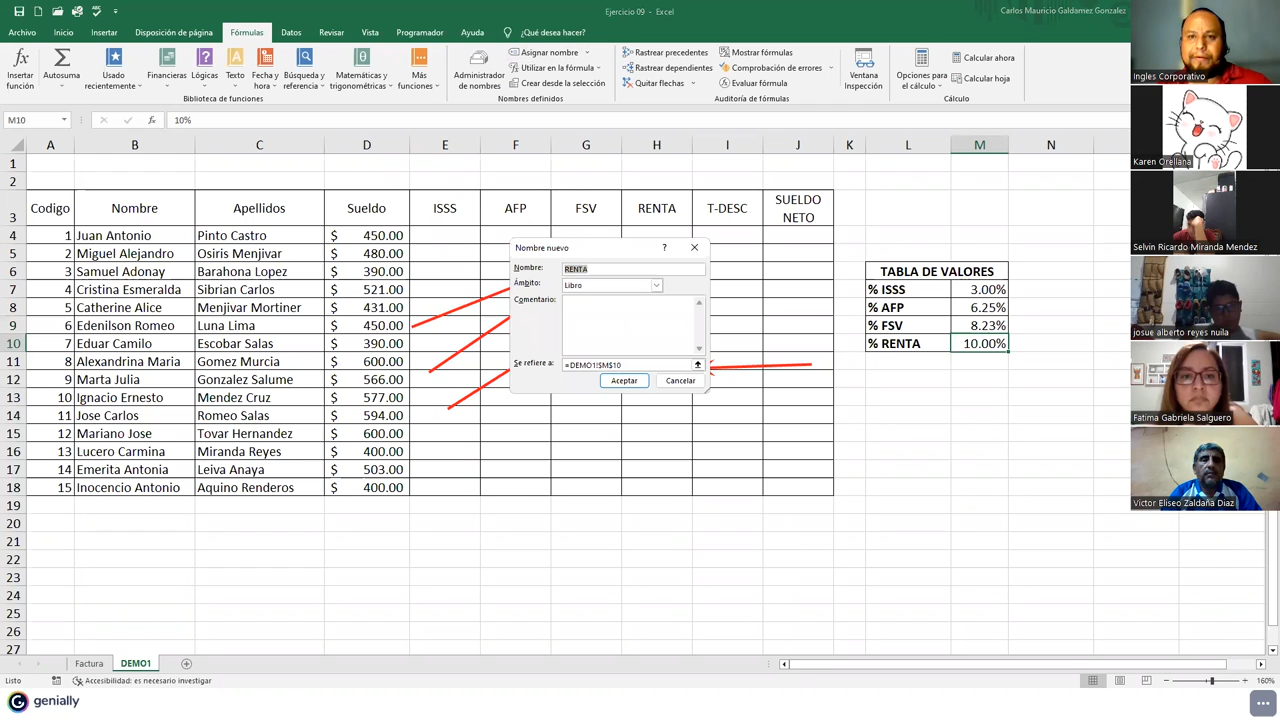 Ejercicio 09 - Excel
Carlos Mauricio Galdamez Gonzalez
Archivo Inicio Insertar Disposición de página Fórmulas Datos Revisar Vista Programador Ayuda ¿Qué desea hacer?
Insertar función
Autosuma
Usado recientemente
Financieras
Lógicas
Texto
Fecha y hora
Búsqueda y referencia
Matemáticas y trigonométricas
Más funciones
Biblioteca de funciones
Administrador de nombres
Asignar nombre
Utilizar en la fórmula
Crear desde la selección
Nombres definidos
Rastrear precedentes
Rastrear dependientes
Quitar flechas
Mostrar fórmulas
Comprobación de errores
Evaluar fórmula
Auditoría de fórmulas
Ventana Inspección
Opciones para el cálculo
Calcular ahora
Calcular hoja
Cálculo
M10 fx 10%
A B C D E F G H I J K L M N
1
2
3 Codigo Nombre Apellidos Sueldo ISSS AFP FSV RENTA T-DESC SUELDO NETO
4 1 Juan Antonio Pinto Castro $ 450.00
5 2 Miguel Alejandro Osiris Menjivar $ 480.00
6 3 Samuel Adonay Barahona Lopez $ 390.00 TABLA DE VALORES
7 4 Cristina Esmeralda Sibrian Carlos $ 521.00 % ISSS 3.00%
8 5 Catherine Alice Menjivar Mortiner $ 431.00 % AFP 6.25%
9 6 Edenilson Romeo Luna Lima $ 450.00 % FSV 8.23%
10 7 Eduar Camilo Escobar Salas $ 390.00 % RENTA 10.00%
11 8 Alexandrina Maria Gomez Murcia $ 600.00
12 9 Marta Julia Gonzalez Salume $ 566.00
13 10 Ignacio Ernesto Mendez Cruz $ 577.00
14 11 Jose Carlos Romeo Salas $ 594.00
15 12 Mariano Jose Tovar Hernandez $ 600.00
16 13 Lucero Carmina Miranda Reyes $ 400.00
17 14 Emerita Antonia Leiva Anaya $ 503.00
18 15 Inocencio Antonio Aquino Renderos $ 400.00
19
20
21
22
23
24
25
26
27
Nombre nuevo ?
Nombre: RENTA
Ámbito: Libro
Comentario:
Se refiere a: =DEMO1!$M$10
Aceptar Cancelar
Factura DEMO1
Listo Accesibilidad: es necesario investigar 160%
genially
Ingles Corporativo
Karen Orellana
Selvin Ricardo Miranda Mendez
josue alberto reyes nuila
Fatima Gabriela Salguero
Victor Eliseo Zaldaña Diaz